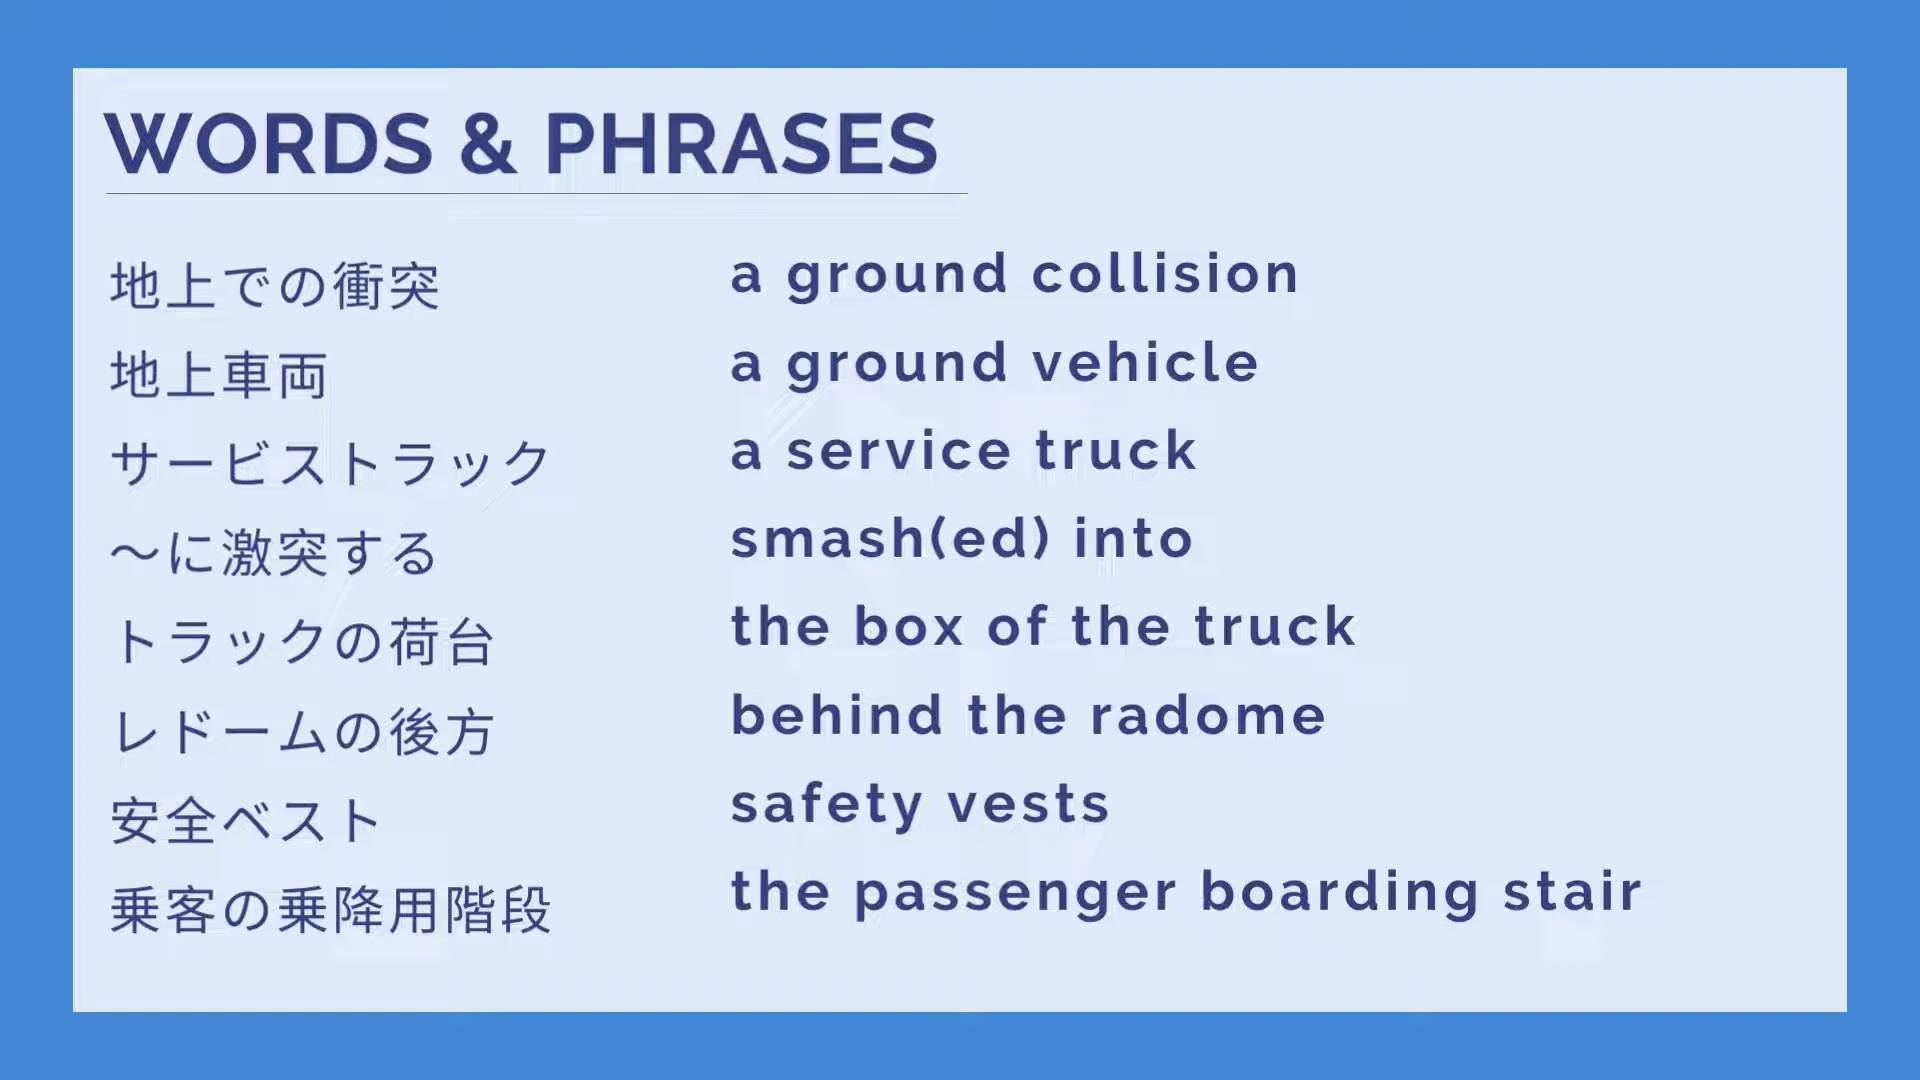 WORDS & PHRASES
地上での衝突 a ground collision
地上車両 a ground vehicle
サービストラック a service truck
〜に激突する smash(ed) into
トラックの荷台 the box of the truck
レドームの後方 behind the radome
安全ベスト safety vests
乗客の乗降用階段 the passenger boarding stair